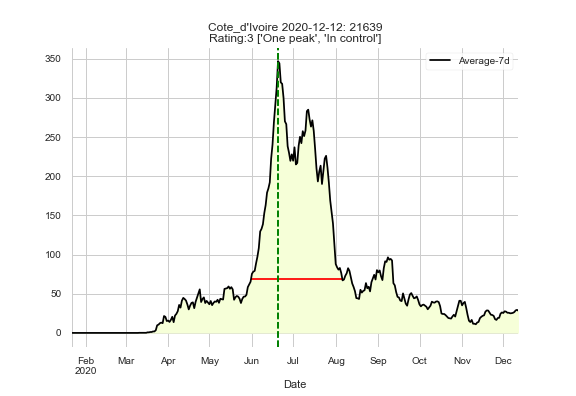 Cote_d'Ivoire 2020-12-12: 21639
Rating:3 ['One peak', 'In control']
Average-7d
350
300
250
200
150
100
50
0
Feb Mar Apr May Jun Jul Aug Sep Oct Nov Dec
2020
Date